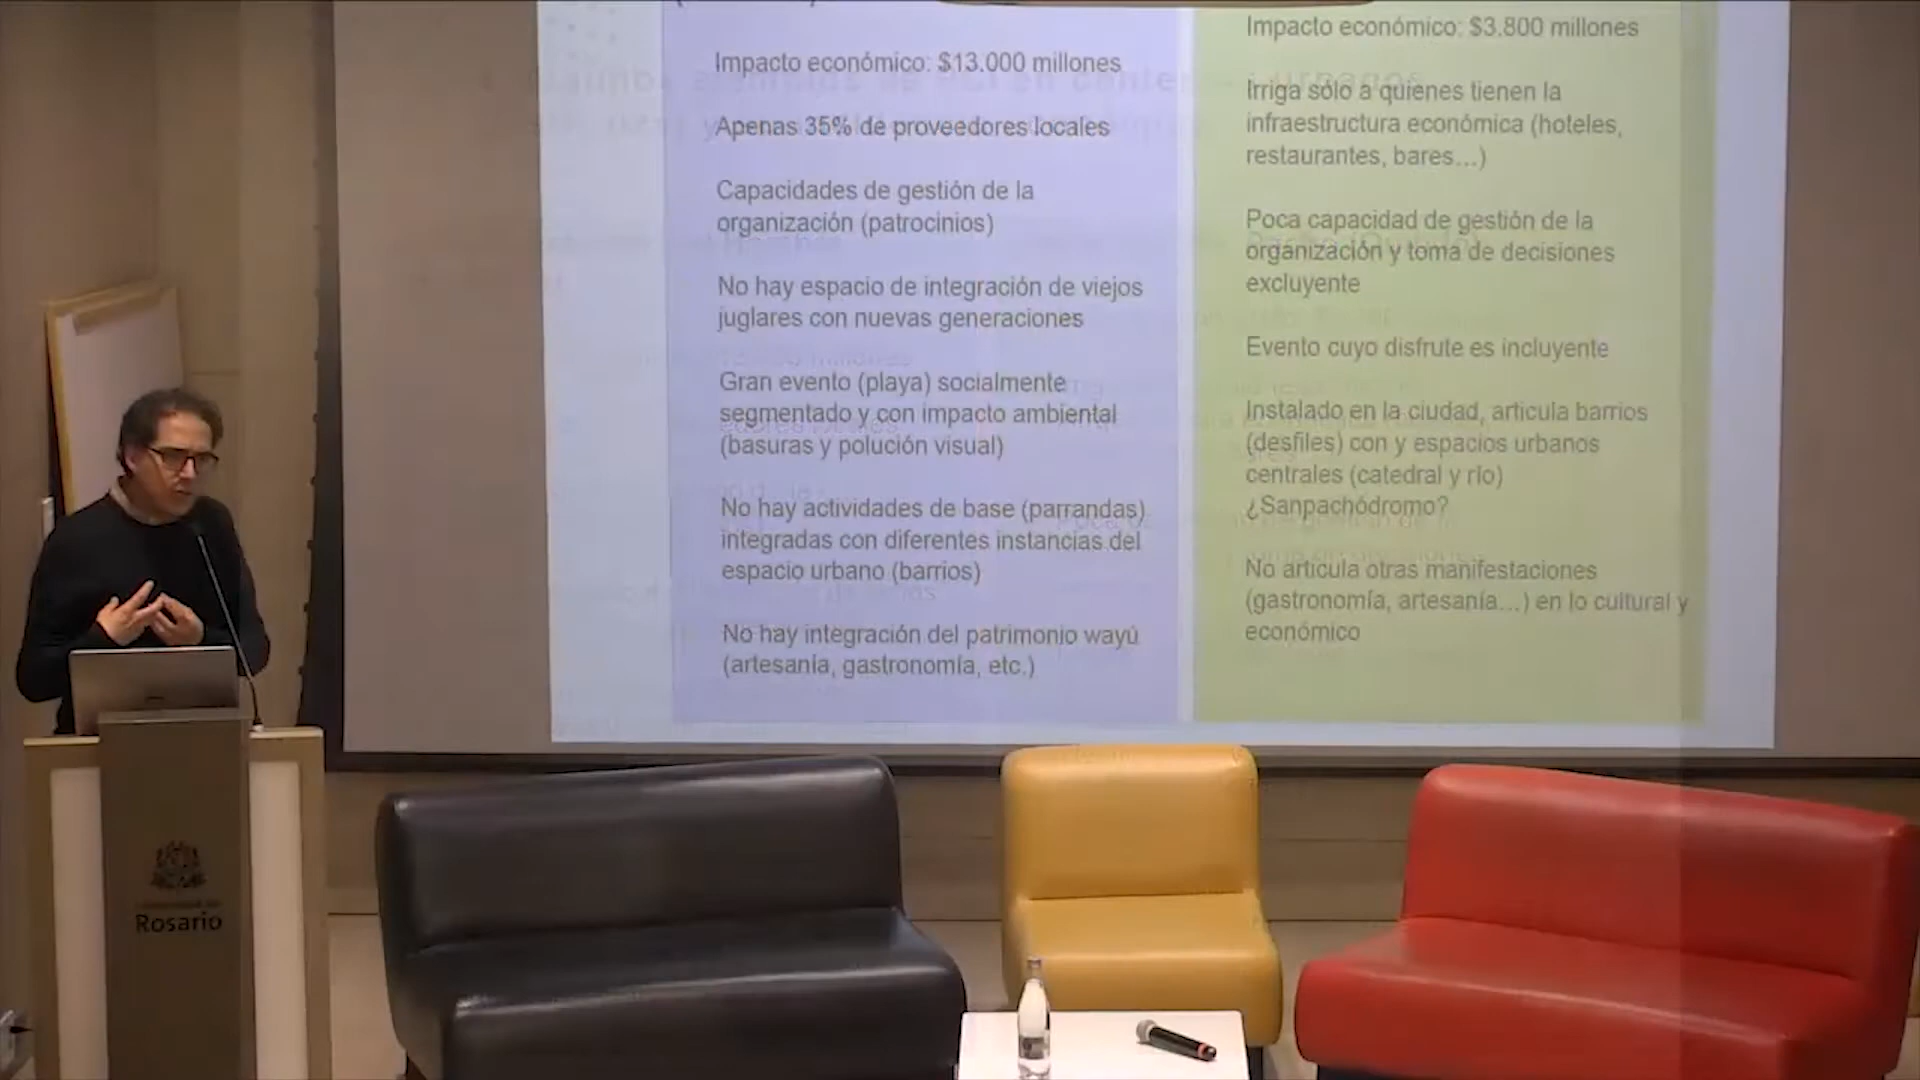 Impacto económico: $13.000 millones
Apenas 35% de proveedores locales
Capacidades de gestión de la
organización (patrocinios)
No hay espacio de integración de viejos
juglares con nuevas generaciones
Gran evento (playa) socialmente
segmentado y con impacto ambiental
(basuras y polución visual)
No hay actividades de base (parrandas)
integradas con diferentes instancias del
espacio urbano (barrios)
No hay integración del patrimonio wayú
(artesanía, gastronomía, etc.)
Impacto económico: $3.800 millones
Irriga sólo a quienes tienen la
infraestructura económica (hoteles,
restaurantes, bares...)
Poca capacidad de gestión de la
organización y toma de decisiones
excluyente
Evento cuyo disfrute es incluyente
Instalado en la ciudad, articula barrios
(desfiles) con y espacios urbanos
centrales (catedral y río)
¿Sanpachódromo?
No articula otras manifestaciones
(gastronomía, artesanía...) en lo cultural y
económico
Rosario